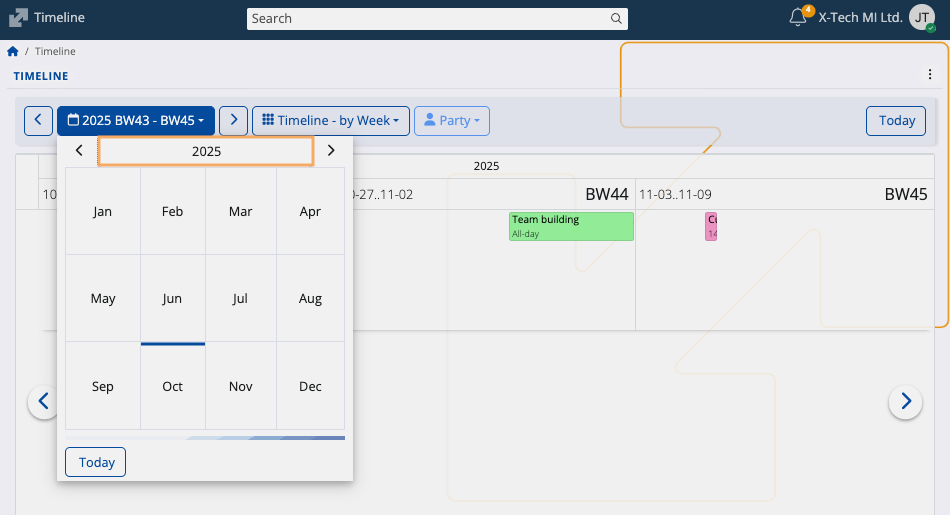 Timeline
Search
4
X-Tech MI Ltd.
JT
/ Timeline
TIMELINE
2025 BW43 - BW45
Timeline - by Week
Party
Today
2025
2025
10
0-27..11-02
BW44
11-03..11-09
BW45
Jan
Feb
Mar
Apr
Team building
All-day
Cu
14
May
Jun
Jul
Aug
Sep
Oct
Nov
Dec
Today